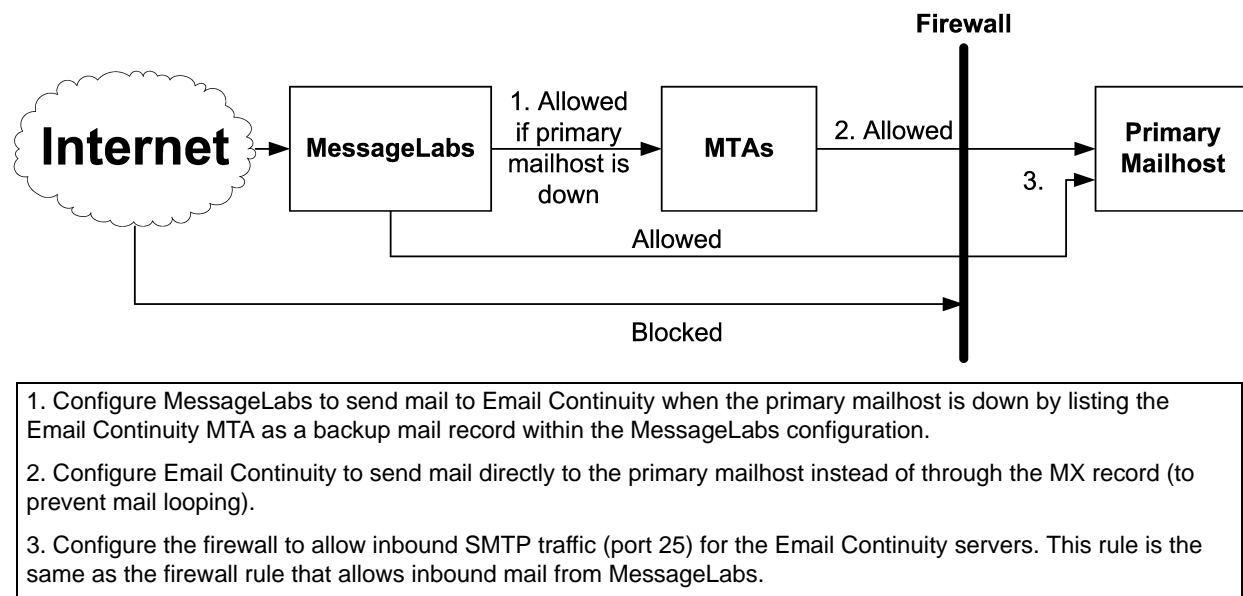 Firewall
Internet
MessageLabs
1. Allowed
if primary
mailhost is
down
MTAs
2. Allowed
3.
Primary
Mailhost
Allowed
Blocked
1. Configure MessageLabs to send mail to Email Continuity when the primary mailhost is down by listing the
Email Continuity MTA as a backup mail record within the MessageLabs configuration.
2. Configure Email Continuity to send mail directly to the primary mailhost instead of through the MX record (to
prevent mail looping).
3. Configure the firewall to allow inbound SMTP traffic (port 25) for the Email Continuity servers. This rule is the
same as the firewall rule that allows inbound mail from MessageLabs.